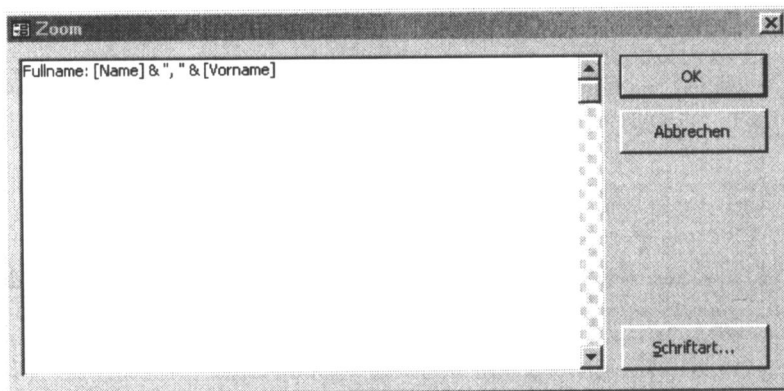 Zoom
Fullname: [Name] & ", " & [Vorname]
OK
Abbrechen
Schriftart...